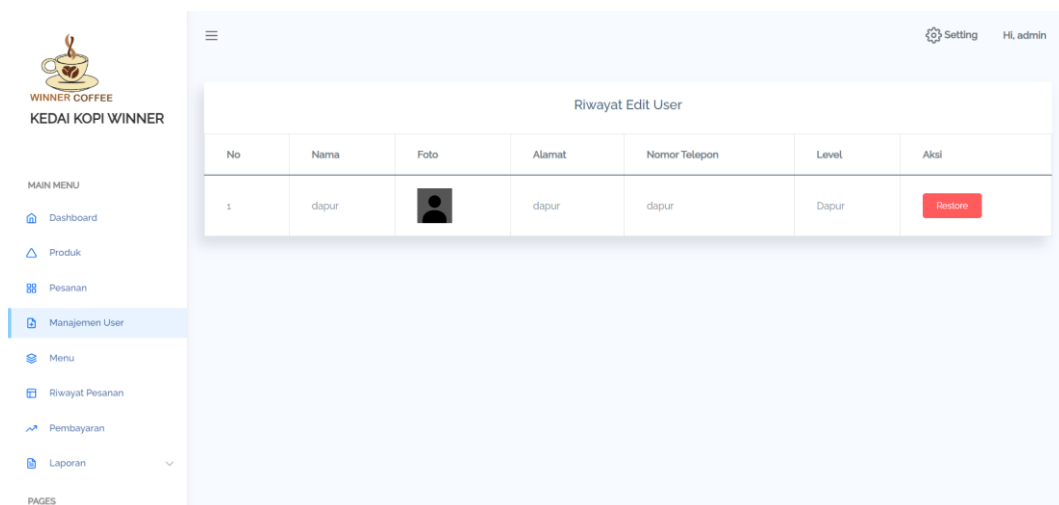 WINNER COFFEE
KEDAI KOPI WINNER
MAIN MENU
Dashboard
Produk
Pesanan
Manajemen User
Menu
Riwayat Pesanan
Pembayaran
Laporan
PAGES
Setting Hi, admin
Riwayat Edit User
No Nama Foto Alamat Nomor Telepon Level Aksi
1 dapur dapur dapur Dapur Restore